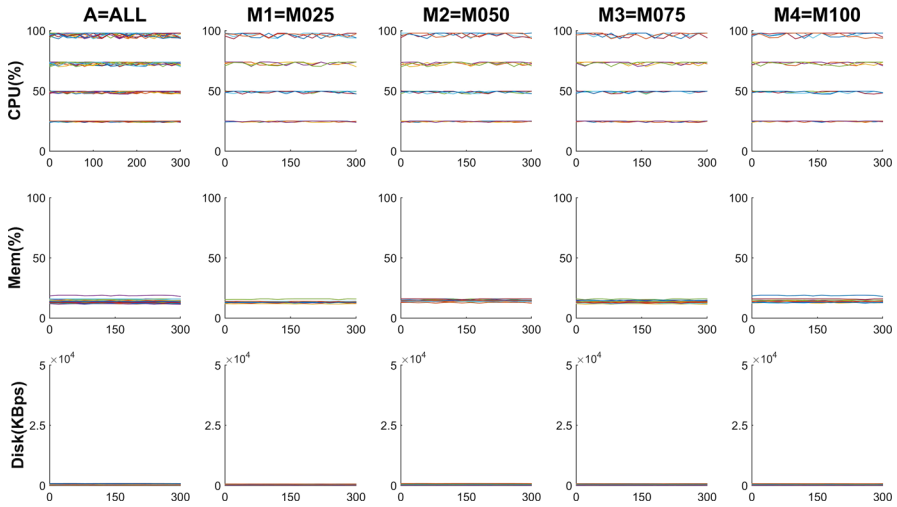 A=ALL M1=M025 M2=M050 M3=M075 M4=M100
CPU(%)
100 100 100 100 100
50 50 50 50 50
0 0 0 0 0
0 100 200 300 0 150 300 0 150 300 0 150 300 0 150 300
Mem(%)
100 100 100 100 100
50 50 50 50 50
0 0 0 0 0
0 150 300 0 150 300 0 150 300 0 150 300 0 150 300
Disk(KBps)
×10⁴ ×10⁴ ×10⁴ ×10⁴ ×10⁴
5 5 5 5 5
2.5 2.5 2.5 2.5 2.5
0 0 0 0 0
0 150 300 0 150 300 0 150 300 0 150 300 0 150 300